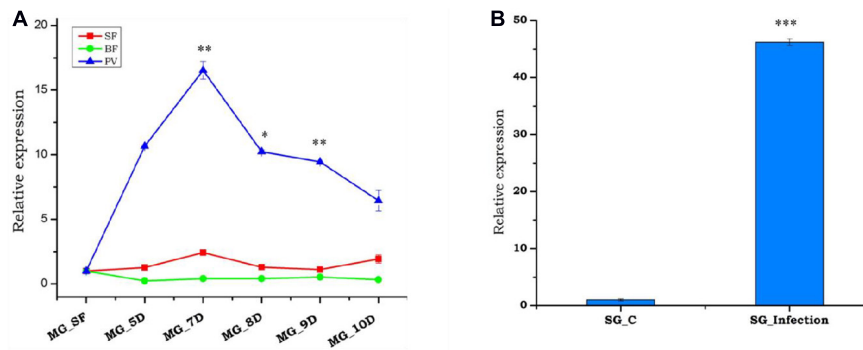 A
20
15
10
5
0
Relative expression
SF
BF
PV
**
*
**
MG_SF
MG_5D
MG_7D
MG_8D
MG_9D
MG_10D
B
50
40
30
20
10
0
Relative expression
***
SG_C
SG_Infection